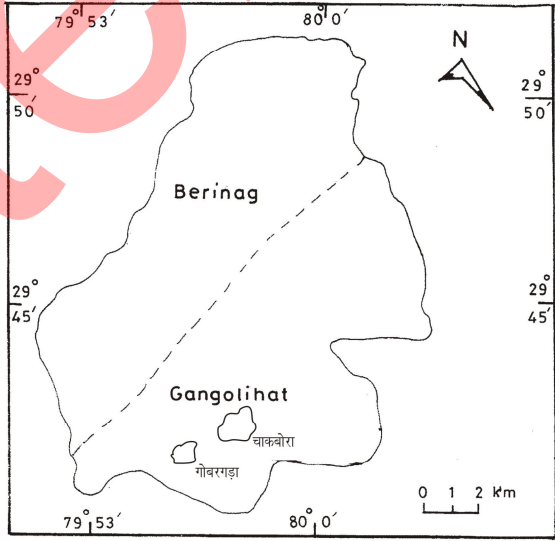 79° 53′ 80° 0′
N
29° 50′ 29° 50′
Berinag
29° 45′ 29° 45′
Gangolihat
चाकबोरा
गोबरगड़ा
0 1 2 km
79° 53′ 80° 0′